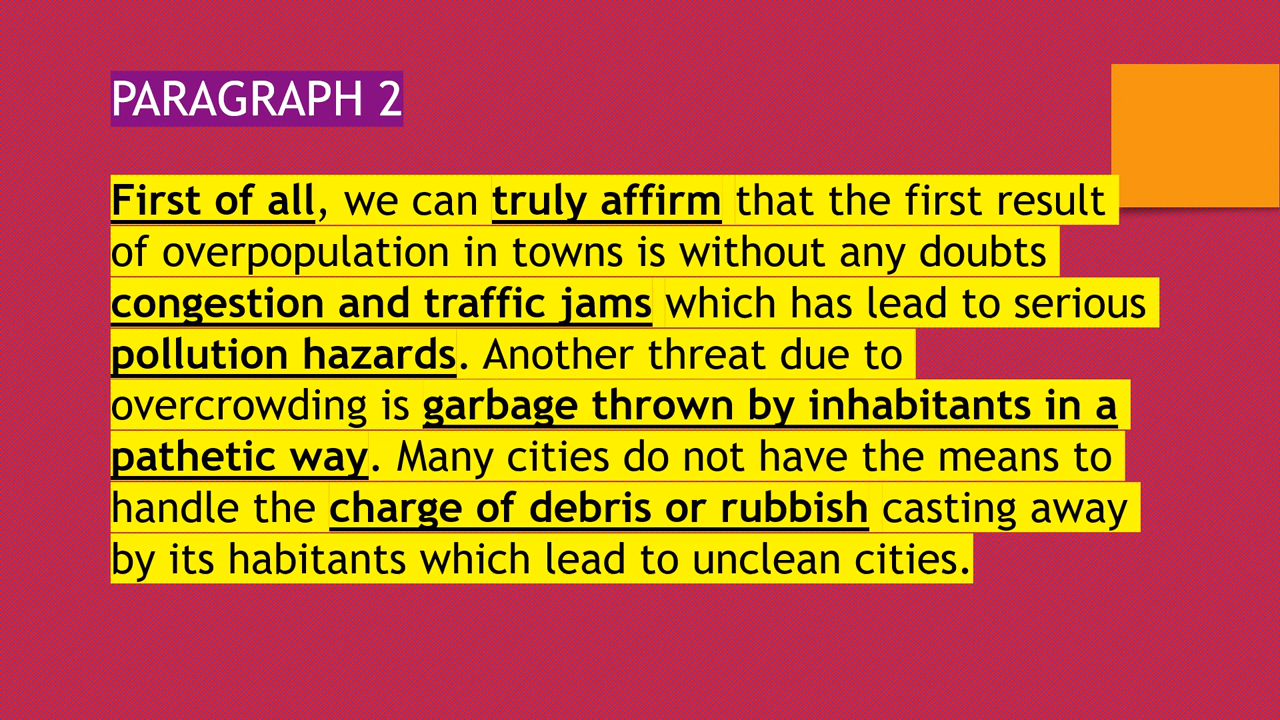 PARAGRAPH 2
First of all, we can truly affirm that the first result
of overpopulation in towns is without any doubts
congestion and traffic jams which has lead to serious
pollution hazards. Another threat due to
overcrowding is garbage thrown by inhabitants in a
pathetic way. Many cities do not have the means to
handle the charge of debris or rubbish casting away
by its habitants which lead to unclean cities.